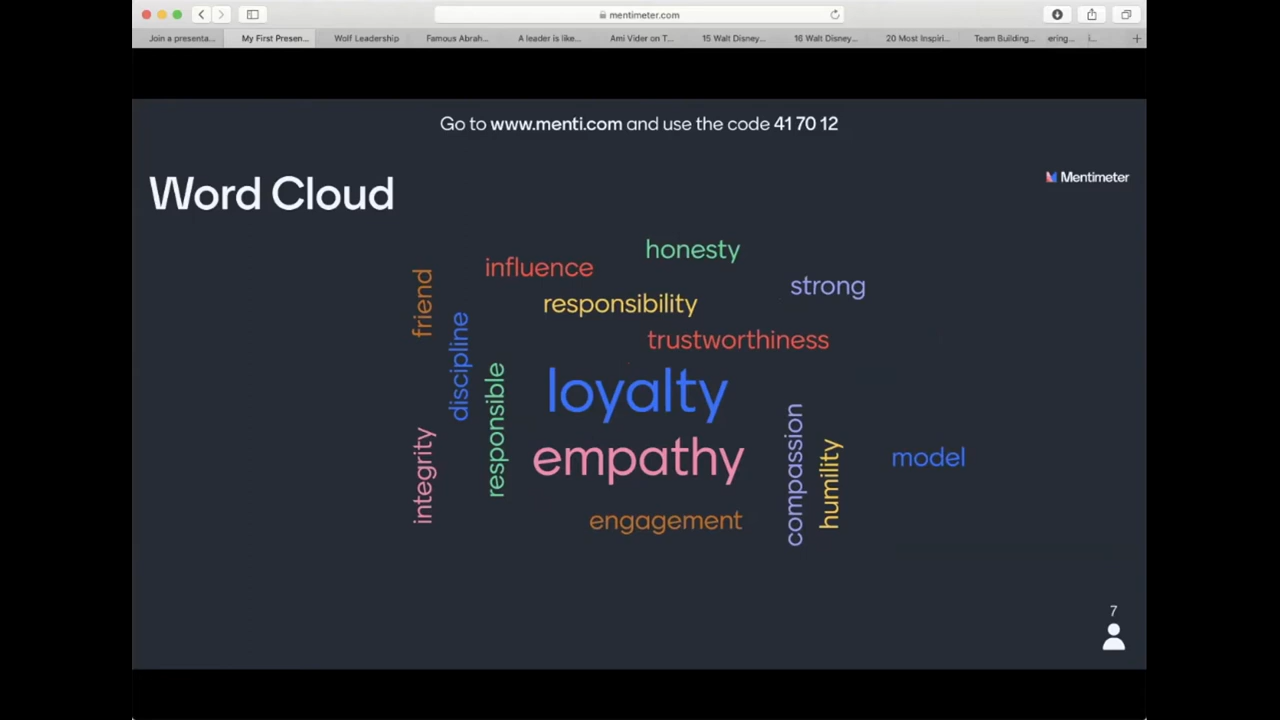 mentimeter.com
Join a presenta...
My First Presen...
Wolf Leadership
Famous Abrah...
A leader is like...
Ami Vider on T...
15 Walt Disney...
16 Walt Disney...
20 Most Inspiri...
Team Building...
ering...
i...
Go to www.menti.com and use the code 41 70 12
Word Cloud
Mentimeter
honesty
influence
friend
strong
responsibility
discipline
trustworthiness
responsible
loyalty
integrity
empathy
compassion
humility
model
engagement
7